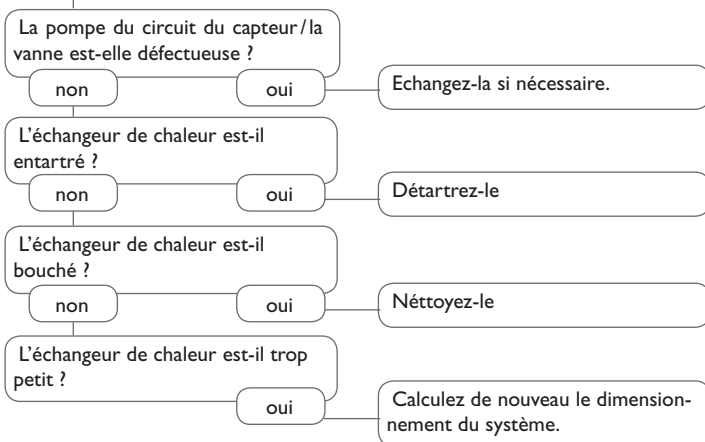 La pompe du circuit du capteur/la
vanne est-elle défectueuse ?
non
oui
Echangez-la si nécessaire.
L'échangeur de chaleur est-il
entartré ?
non
oui
Détartrez-le
L'échangeur de chaleur est-il
bouché ?
non
oui
Néttoyez-le
L'échangeur de chaleur est-il trop
petit ?
oui
Calculez de nouveau le dimension-
nement du système.